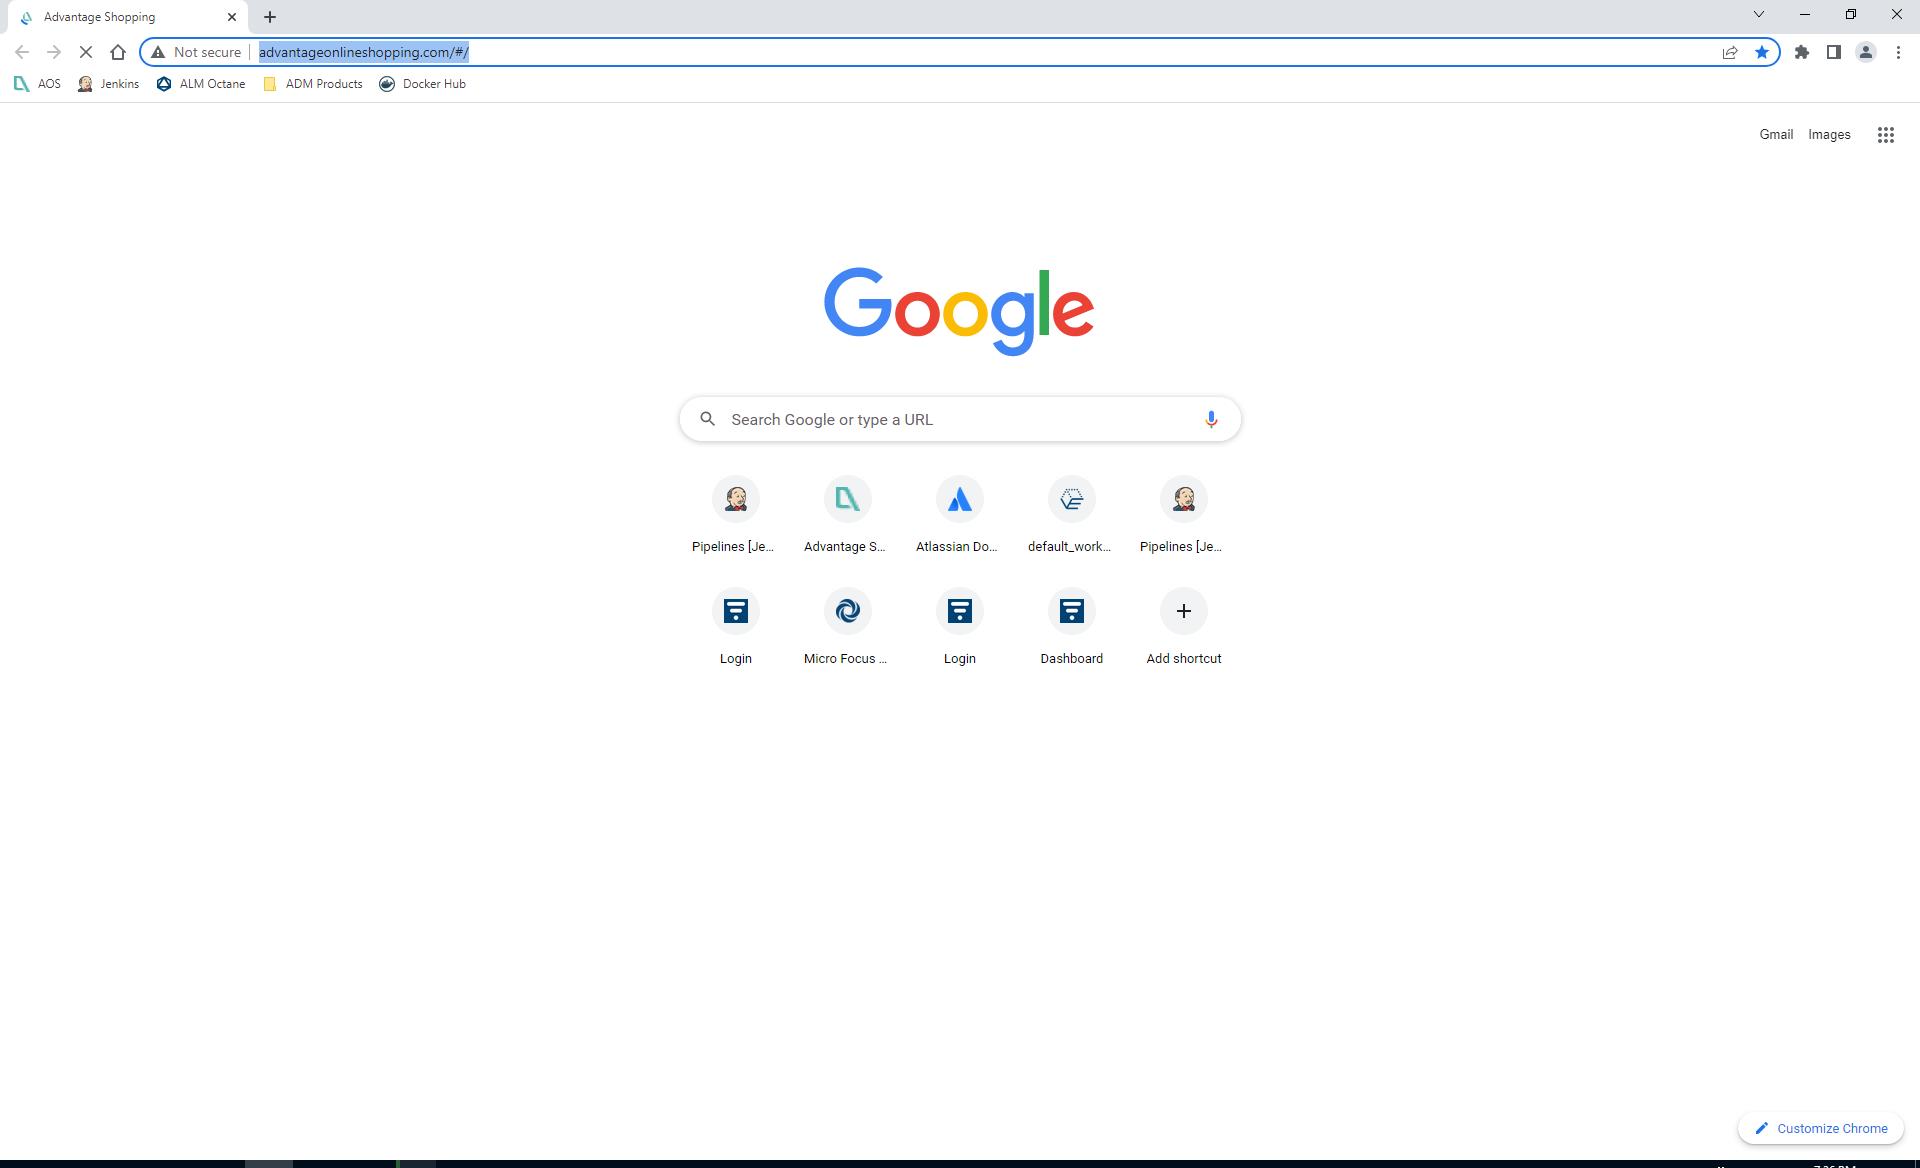 Advantage Shopping
Not secure
advantageonlineshopping.com/#/
AOS Jenkins ALM Octane ADM Products Docker Hub
Gmail Images
Google
Search Google or type a URL
Pipelines [Je... Advantage S... Atlassian Do... default_work... Pipelines [Je...
Login Micro Focus ... Login Dashboard Add shortcut
Customize Chrome